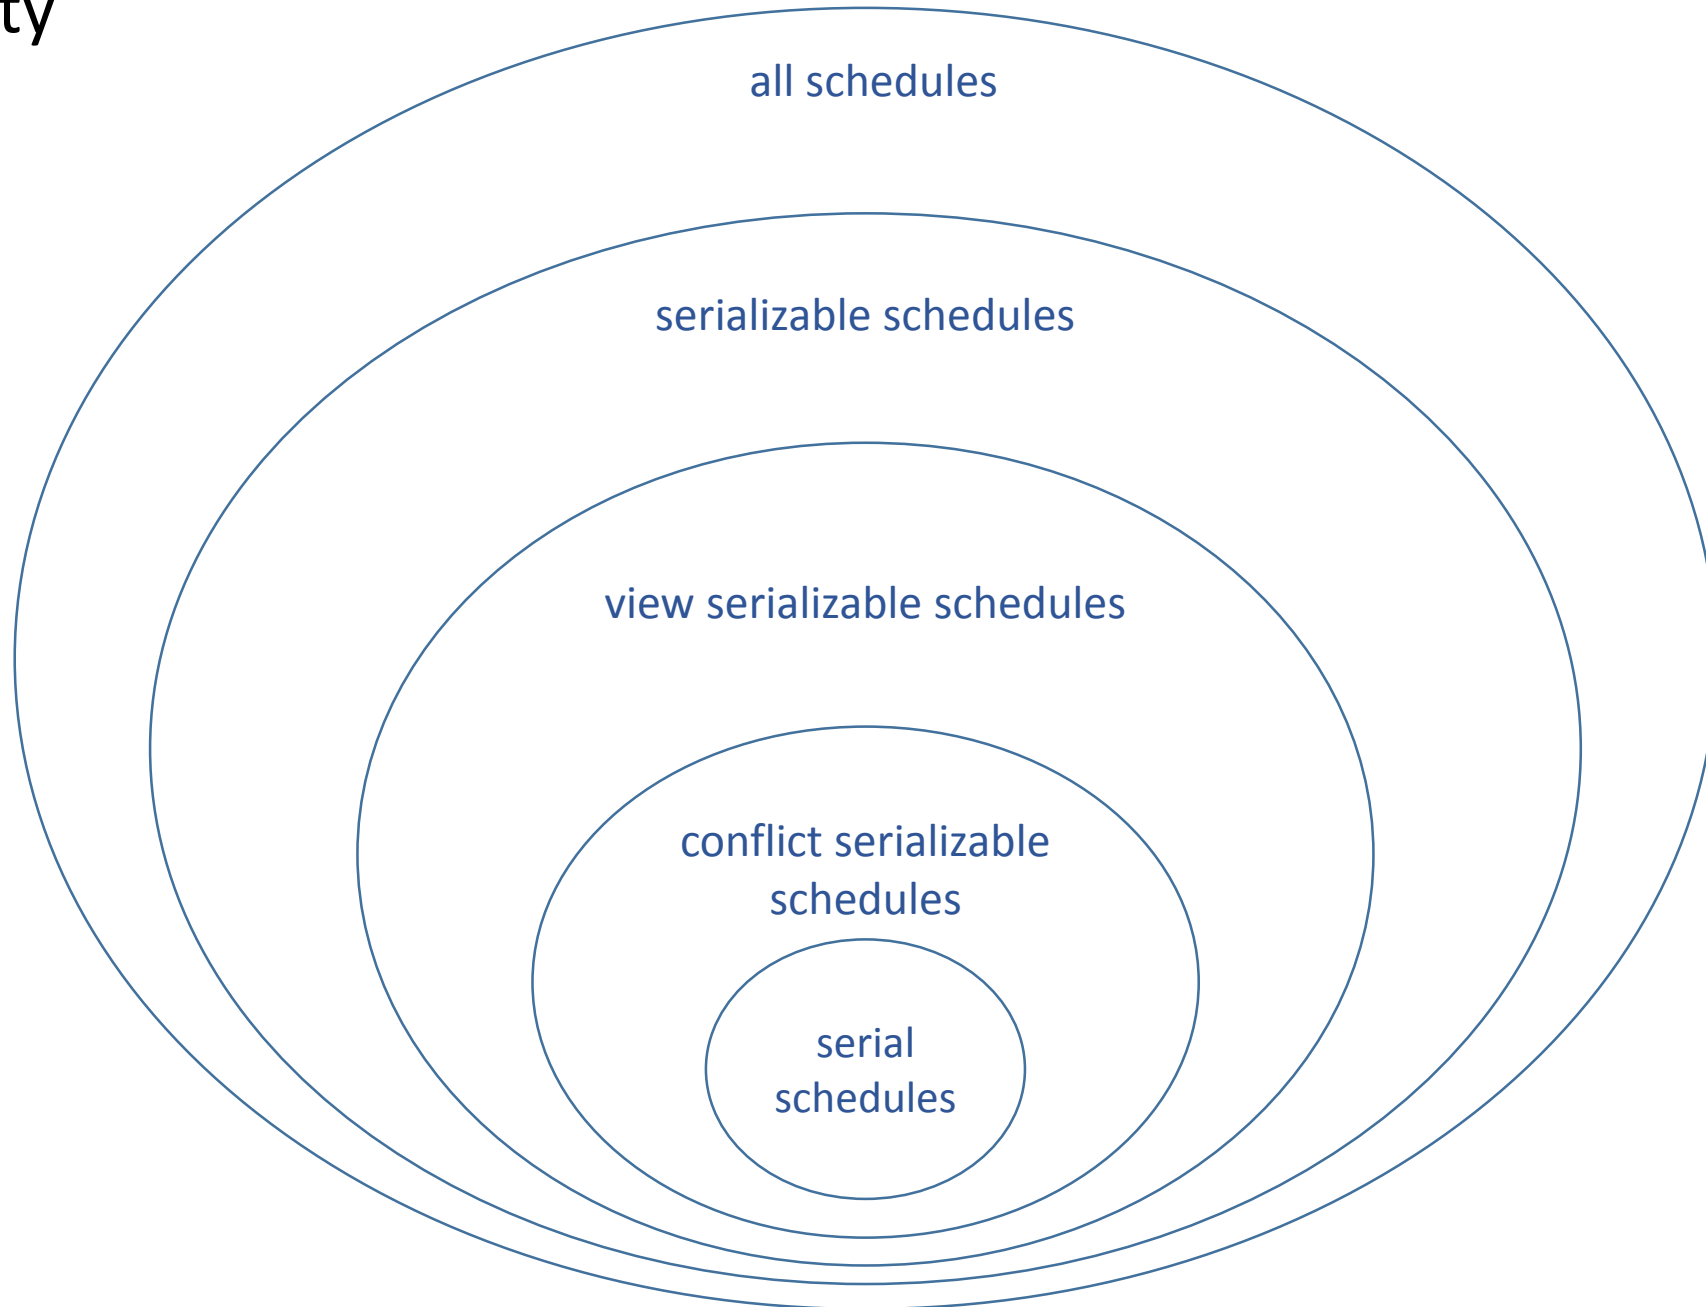 ty
all schedules
serializable schedules
view serializable schedules
conflict serializable
schedules
serial
schedules